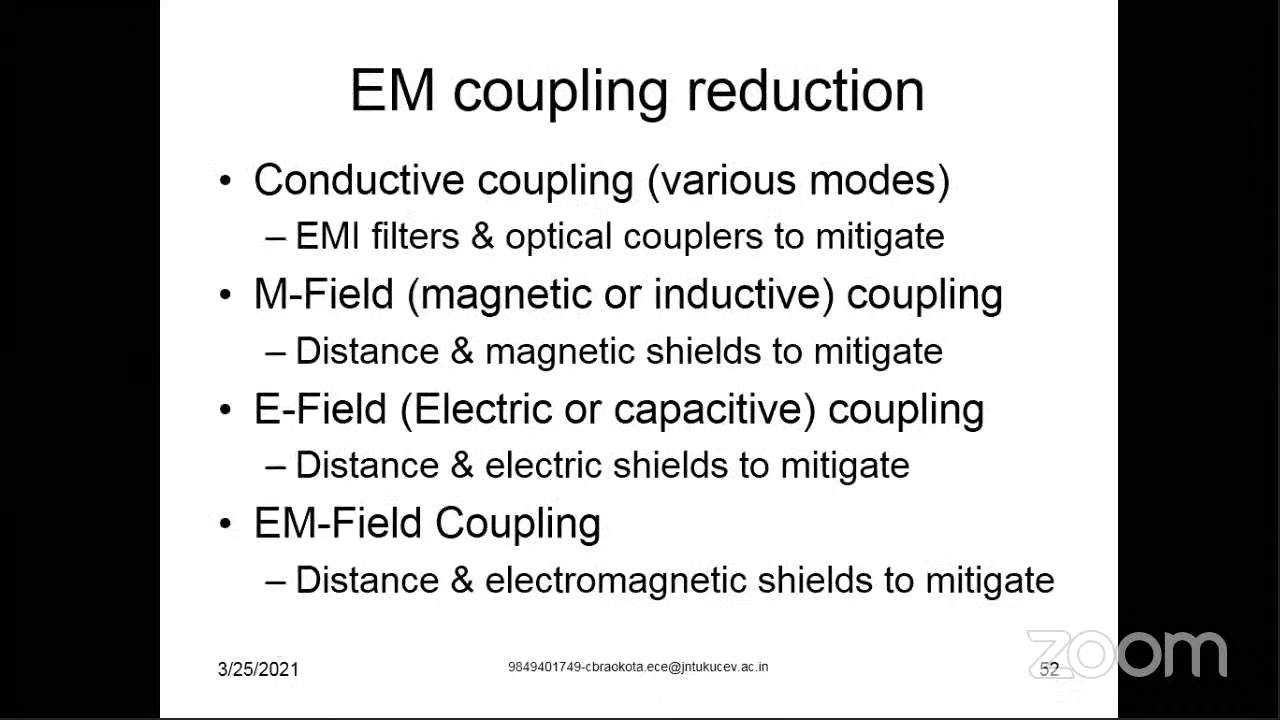 EM coupling reduction
• Conductive coupling (various modes)
– EMI filters & optical couplers to mitigate
• M-Field (magnetic or inductive) coupling
– Distance & magnetic shields to mitigate
• E-Field (Electric or capacitive) coupling
– Distance & electric shields to mitigate
• EM-Field Coupling
– Distance & electromagnetic shields to mitigate
3/25/2021
9849401749-cbraokota.ece@jntukucev.ac.in
52
zoom